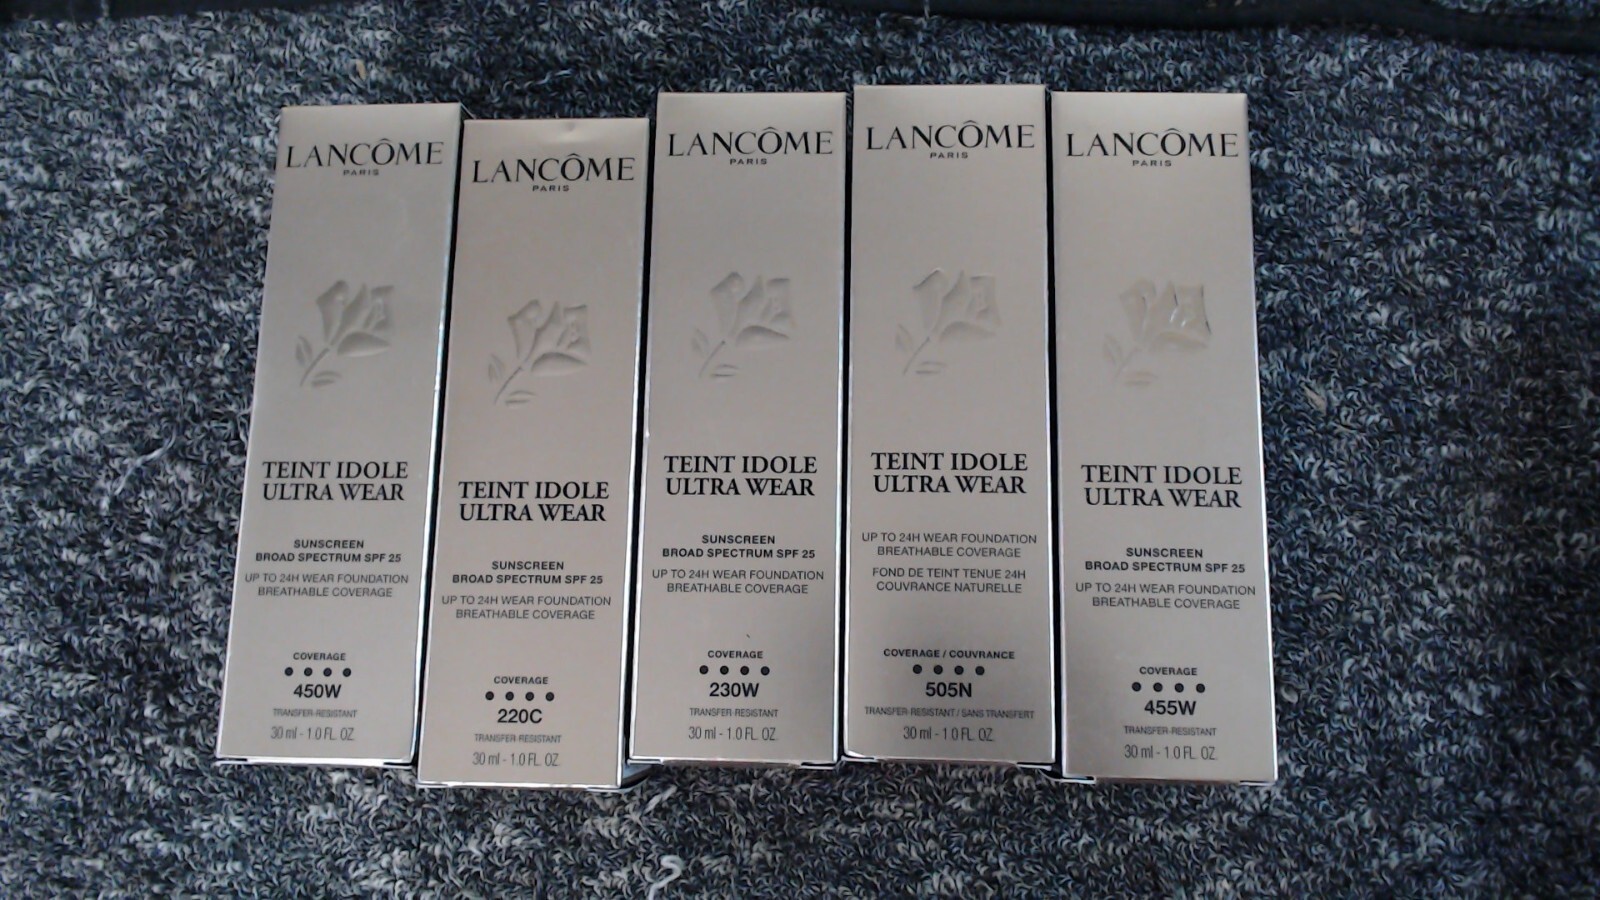 LANCÔME
PARIS
TEINT IDOLE
ULTRA WEAR
SUNSCREEN
BROAD SPECTRUM SPF 25
UP TO 24H WEAR FOUNDATION
BREATHABLE COVERAGE
COVERAGE
450W
TRANSFER-RESISTANT
30 ml - 1.0 FL. OZ.
LANCÔME
PARIS
TEINT IDOLE
ULTRA WEAR
SUNSCREEN
BROAD SPECTRUM SPF 25
UP TO 24H WEAR FOUNDATION
BREATHABLE COVERAGE
COVERAGE
220C
TRANSFER-RESISTANT
30 ml - 1.0 FL. OZ.
LANCÔME
PARIS
TEINT IDOLE
ULTRA WEAR
SUNSCREEN
BROAD SPECTRUM SPF 25
UP TO 24H WEAR FOUNDATION
BREATHABLE COVERAGE
COVERAGE
230W
TRANSFER-RESISTANT
30 ml - 1.0 FL. OZ.
LANCÔME
PARIS
TEINT IDOLE
ULTRA WEAR
UP TO 24H WEAR FOUNDATION
BREATHABLE COVERAGE
FOND DE TEINT TENUE 24H
COUVRANCE NATURELLE
COVERAGE / COUVRANCE
505N
TRANSFER-RESISTANT / SANS TRANSFERT
30 ml - 1.0 FL. OZ.
LANCÔME
PARIS
TEINT IDOLE
ULTRA WEAR
SUNSCREEN
BROAD SPECTRUM SPF 25
UP TO 24H WEAR FOUNDATION
BREATHABLE COVERAGE
COVERAGE
455W
TRANSFER-RESISTANT
30 ml - 1.0 FL. OZ.